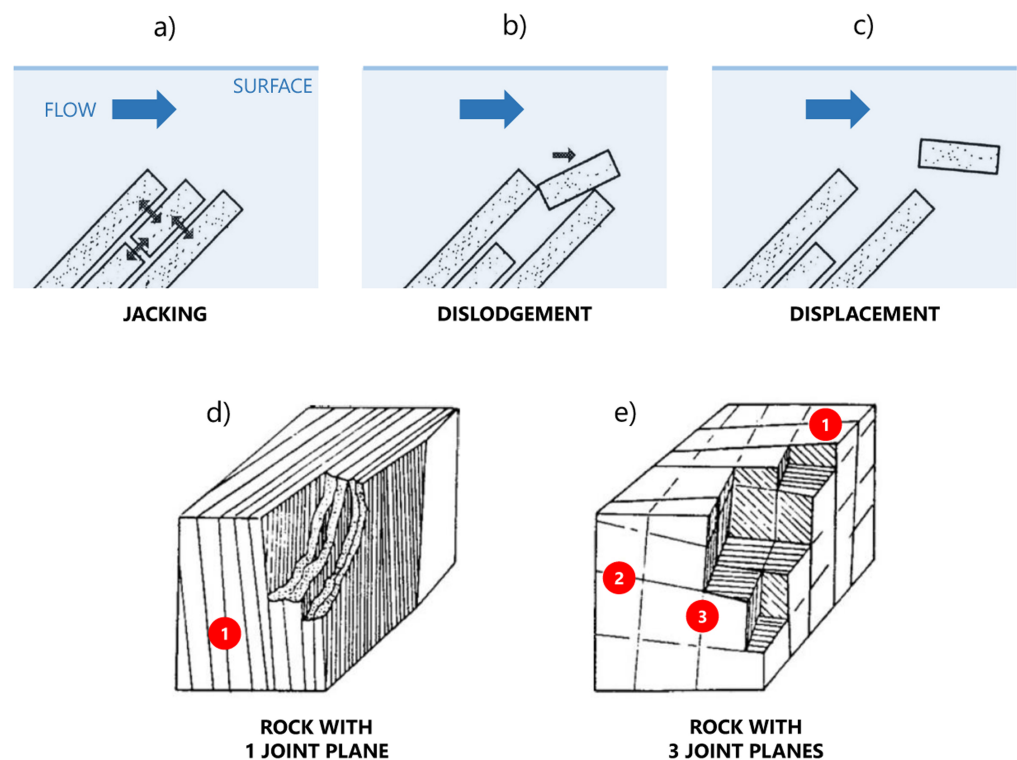 a)
b)
c)
SURFACE
FLOW
JACKING
DISLODGEMENT
DISPLACEMENT
d)
e)
1
1
2
3
ROCK WITH
1 JOINT PLANE
ROCK WITH
3 JOINT PLANES